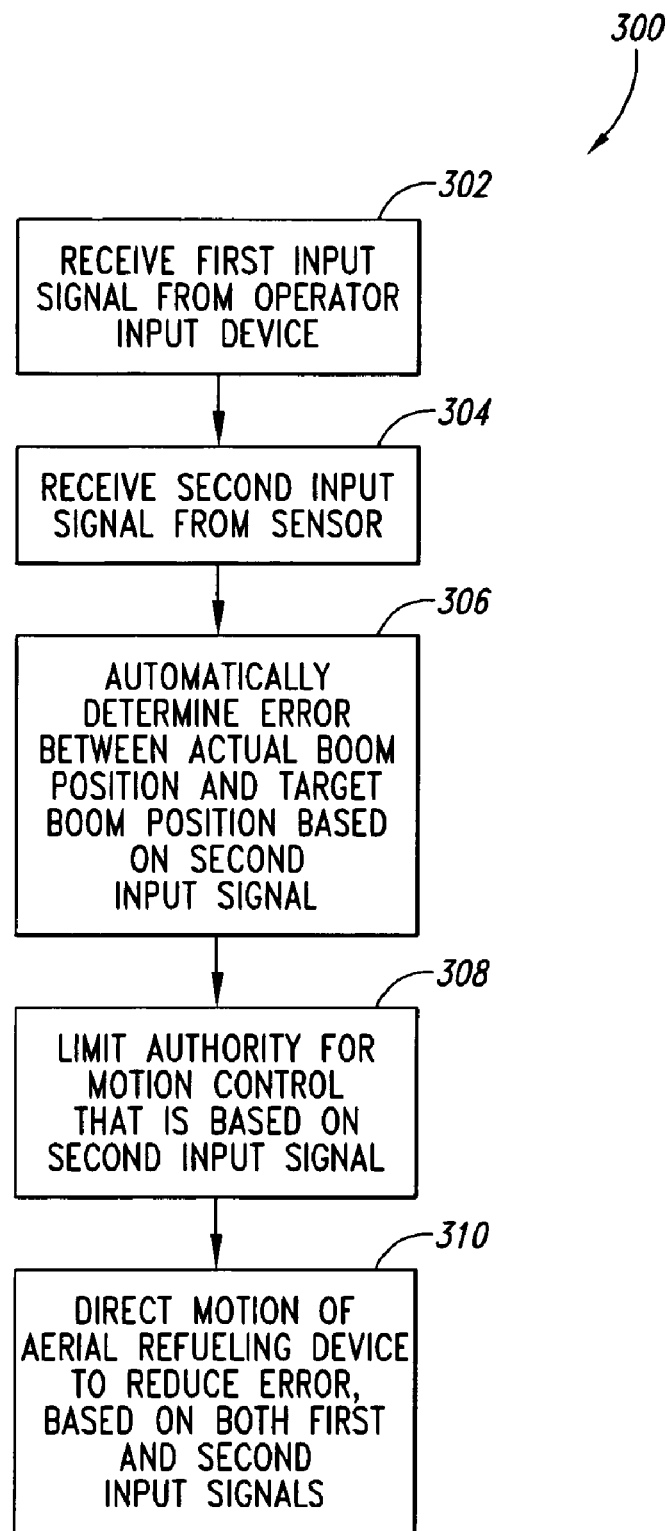 300
302
RECEIVE FIRST INPUT
SIGNAL FROM OPERATOR
INPUT DEVICE
304
RECEIVE SECOND INPUT
SIGNAL FROM SENSOR
306
AUTOMATICALLY
DETERMINE ERROR
BETWEEN ACTUAL BOOM
POSITION AND TARGET
BOOM POSITION BASED
ON SECOND
INPUT SIGNAL
308
LIMIT AUTHORITY FOR
MOTION CONTROL
THAT IS BASED ON
SECOND INPUT SIGNAL
310
DIRECT MOTION OF
AERIAL REFUELING DEVICE
TO REDUCE ERROR,
BASED ON BOTH FIRST
AND SECOND
INPUT SIGNALS